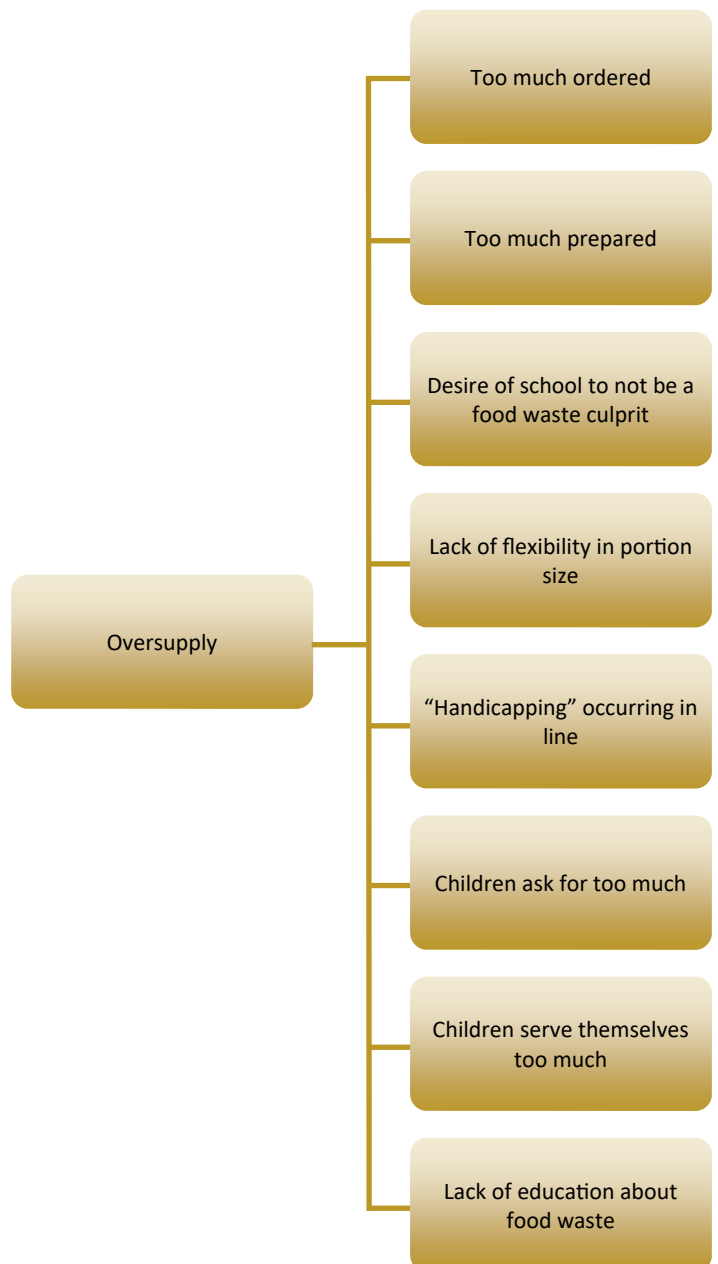 Too much ordered
Too much prepared
Desire of school to not be a
food waste culprit
Lack of flexibility in portion
size
Oversupply
“Handicapping” occurring in
line
Children ask for too much
Children serve themselves
too much
Lack of education about
food waste